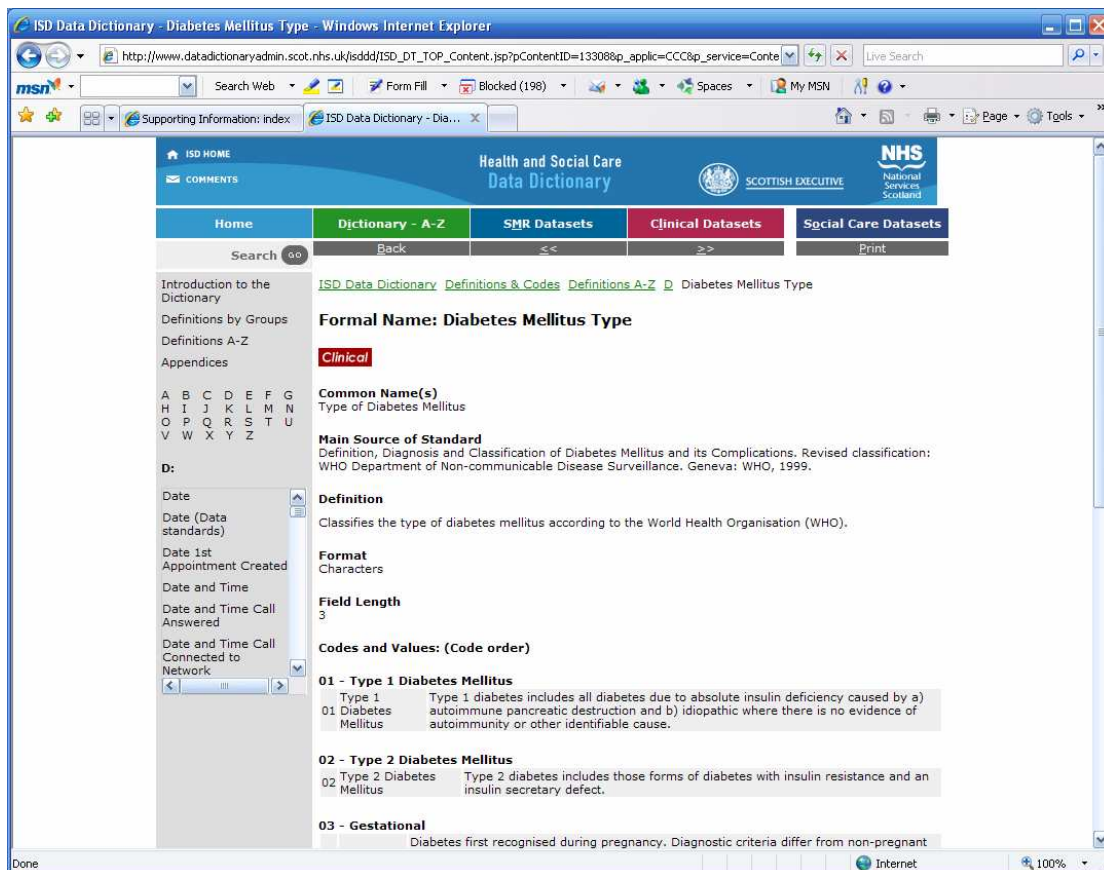 ISD Data Dictionary - Diabetes Mellitus Type - Windows Internet Explorer
http://www.datadictionaryadmin.scot.nhs.uk/isddd/ISD_DT_TOP_Content.jsp?pContentID=1330&p_applic=CCC&p_service=Conte
Live Search
msn
Search Web
Form Fill
Blocked (198)
Spaces
My MSN
Supporting Information: index
ISD Data Dictionary - Dia...
Page
Tools
ISD HOME
COMMENTS
Health and Social Care
Data Dictionary
SCOTTISH EXECUTIVE
NHS
National
Services
Scotland
Home
Dictionary - A-Z
SMR Datasets
Clinical Datasets
Social Care Datasets
Search GO
Back
<<
>>
Print
Introduction to the
Dictionary
Definitions by Groups
Definitions A-Z
Appendices
A B C D E F G
H I J K L M N
O P Q R S T U
V W X Y Z
D:
Date
Date (Data
standards)
Date 1st
Appointment Created
Date and Time
Date and Time Call
Answered
Date and Time Call
Connected to
Network
ISD Data Dictionary Definitions & Codes Definitions A-Z D Diabetes Mellitus Type
Formal Name: Diabetes Mellitus Type
Clinical
Common Name(s)
Type of Diabetes Mellitus
Main Source of Standard
Definition, Diagnosis and Classification of Diabetes Mellitus and its Complications. Revised classification:
WHO Department of Non-communicable Disease Surveillance. Geneva: WHO, 1999.
Definition
Classifies the type of diabetes mellitus according to the World Health Organisation (WHO).
Format
Characters
Field Length
3
Codes and Values: (Code order)
01 - Type 1 Diabetes Mellitus
01 Type 1 Diabetes Mellitus
Type 1 diabetes includes all diabetes due to absolute insulin deficiency caused by a)
autoimmune pancreatic destruction and b) idiopathic where there is no evidence of
autoimmunity or other identifiable cause.
02 - Type 2 Diabetes Mellitus
02 Type 2 Diabetes Mellitus
Type 2 diabetes includes those forms of diabetes with insulin resistance and an
insulin secretary defect.
03 - Gestational
Diabetes first recognised during pregnancy. Diagnostic criteria differ from non-pregnant
Done
Internet
100%